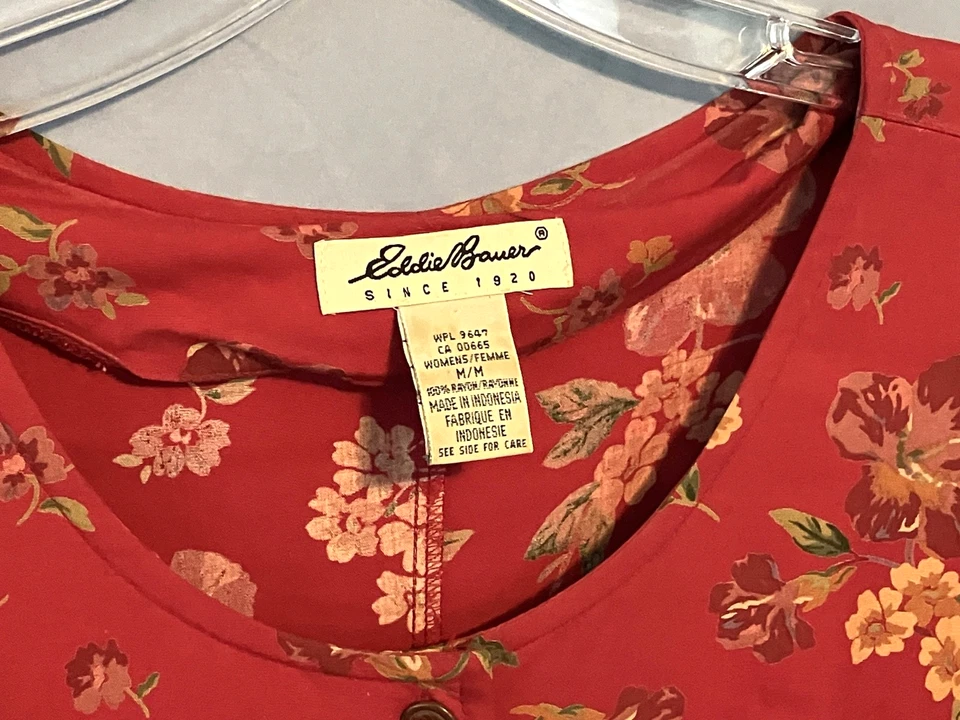 Eddie Bauer®
SINCE 1920
WPL 9647
CA 00665
WOMENS/FEMME
M/M
100% RAYON/RAYONNE
MADE IN INDONESIA
FABRIQUE EN
INDONESIE
SEE SIDE FOR CARE